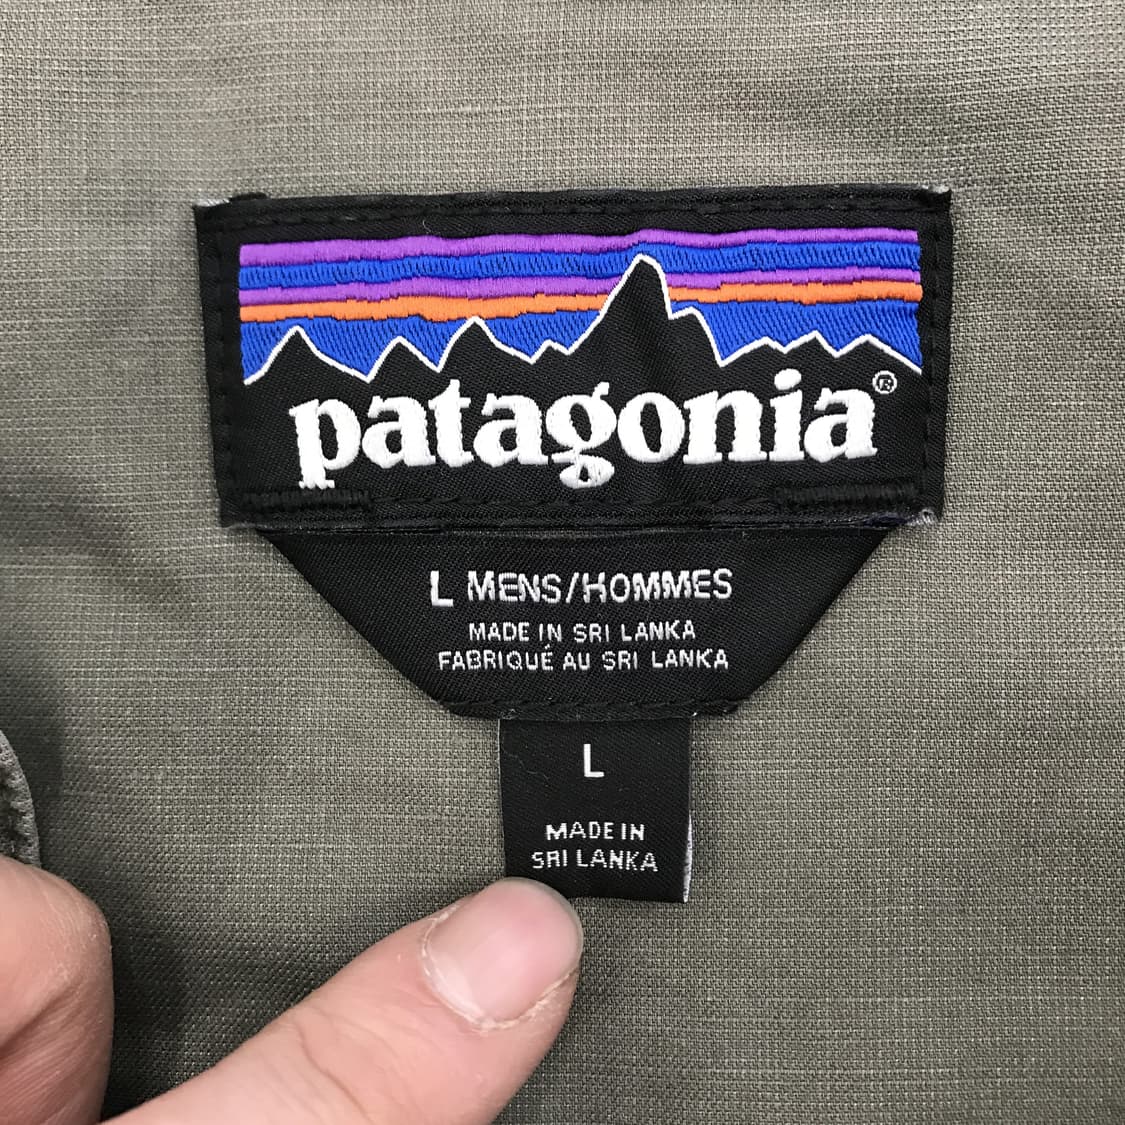 patagonia®
L MENS/HOMMES
MADE IN SRI LANKA
FABRIQUÉ AU SRI LANKA
L
MADE IN
SRI LANKA